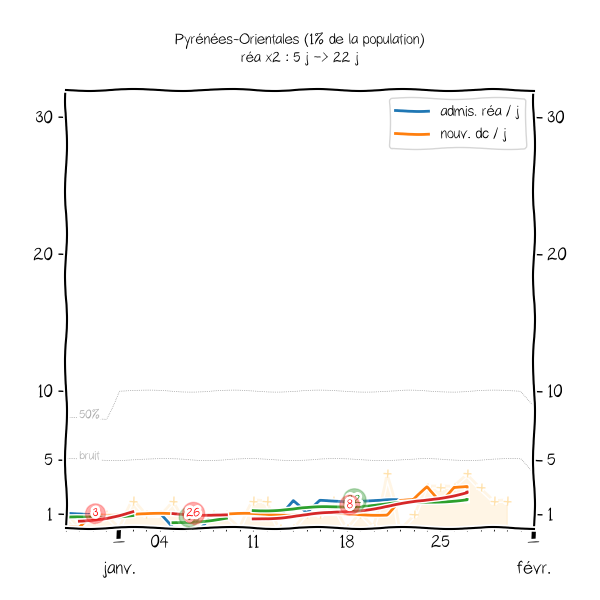 Pyrénées-Orientales (1% de la population)
réa x2 : 5 j -> 22 j
admis. réa / j
nouv. dc / j
30 30
20 20
10 10
50%
bruit
5 5
3 26 8
1 1
04 11 18 25
janv. févr.